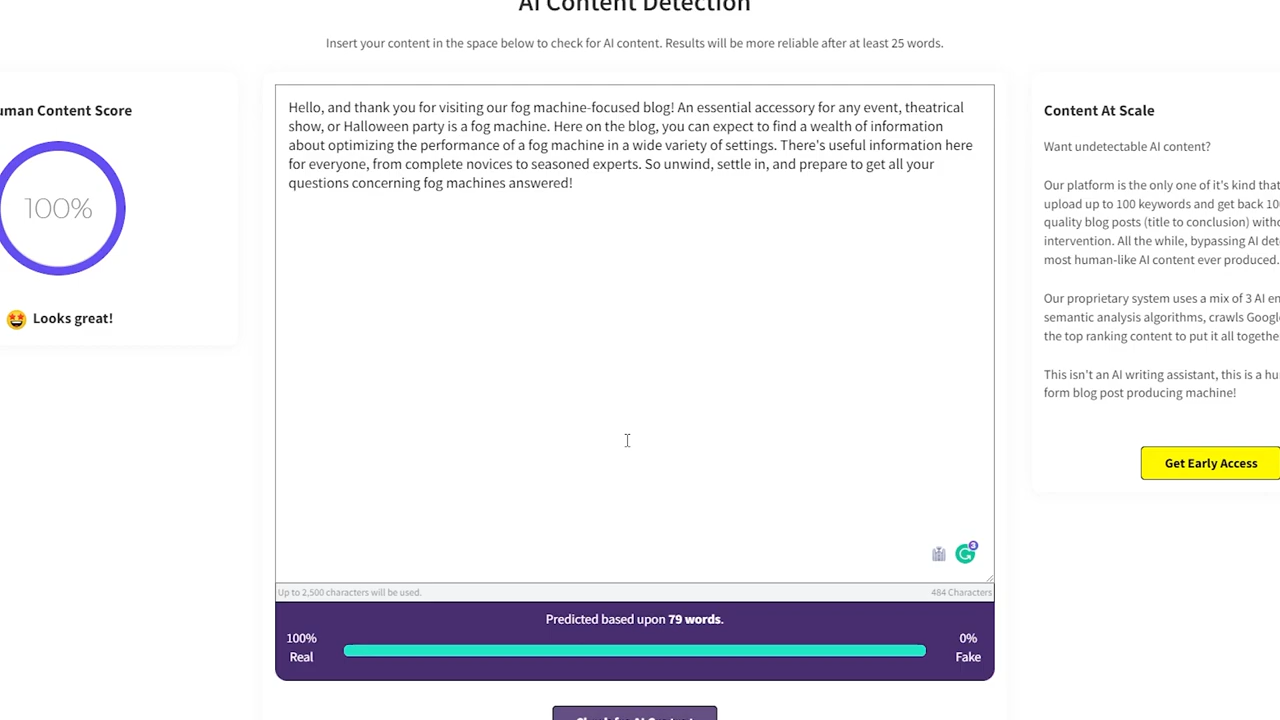 AI Content Detection
Insert your content in the space below to check for AI content. Results will be more reliable after at least 25 words.
uman Content Score
100%
Looks great!
Hello, and thank you for visiting our fog machine-focused blog! An essential accessory for any event, theatrical
show, or Halloween party is a fog machine. Here on the blog, you can expect to find a wealth of information
about optimizing the performance of a fog machine in a wide variety of settings. There's useful information here
for everyone, from complete novices to seasoned experts. So unwind, settle in, and prepare to get all your
questions concerning fog machines answered!
3
Up to 2,500 characters will be used.
484 Characters
Predicted based upon 79 words.
100%
Real
0%
Fake
Content At Scale
Want undetectable AI content?
Our platform is the only one of it's kind that
upload up to 100 keywords and get back 10
quality blog posts (title to conclusion) witho
intervention. All the while, bypassing AI det
most human-like AI content ever produced.
Our proprietary system uses a mix of 3 AI en
semantic analysis algorithms, crawls Google
the top ranking content to put it all togethe
This isn't an AI writing assistant, this is a hu
form blog post producing machine!
Get Early Access